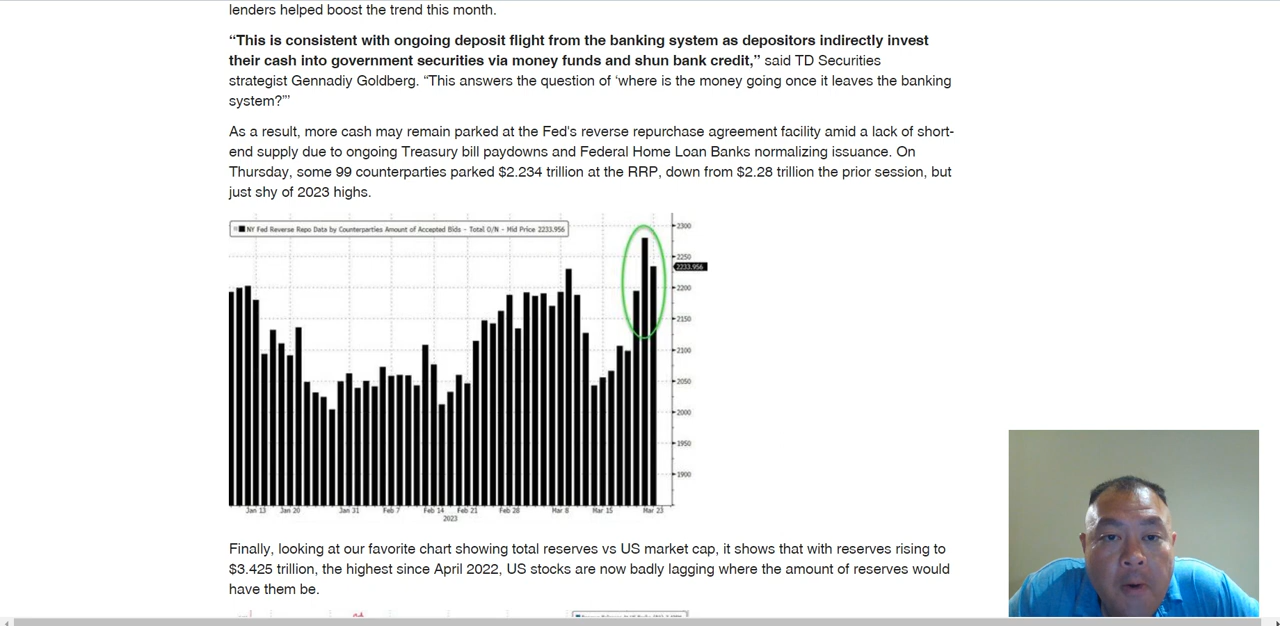 lenders helped boost the trend this month.
“This is consistent with ongoing deposit flight from the banking system as depositors indirectly invest
their cash into government securities via money funds and shun bank credit,” said TD Securities
strategist Gennadiy Goldberg. “This answers the question of ‘where is the money going once it leaves the banking
system?’”
As a result, more cash may remain parked at the Fed's reverse repurchase agreement facility amid a lack of short-
end supply due to ongoing Treasury bill paydowns and Federal Home Loan Banks normalizing issuance. On
Thursday, some 99 counterparties parked $2.234 trillion at the RRP, down from $2.28 trillion the prior session, but
just shy of 2023 highs.
NY Fed Reverse Repo Data by Counterparties Amount of Accepted Bids - Total O/N - Mid Price 2233.956
2300
2250
2233.956
2200
2150
2100
2050
2000
1950
1900
Jan 13 Jan 20 Jan 31 Feb 7 Feb 14 Feb 21 Feb 28 Mar 8 Mar 15 Mar 23
2023
Finally, looking at our favorite chart showing total reserves vs US market cap, it shows that with reserves rising to
$3.425 trillion, the highest since April 2022, US stocks are now badly lagging where the amount of reserves would
have them be.